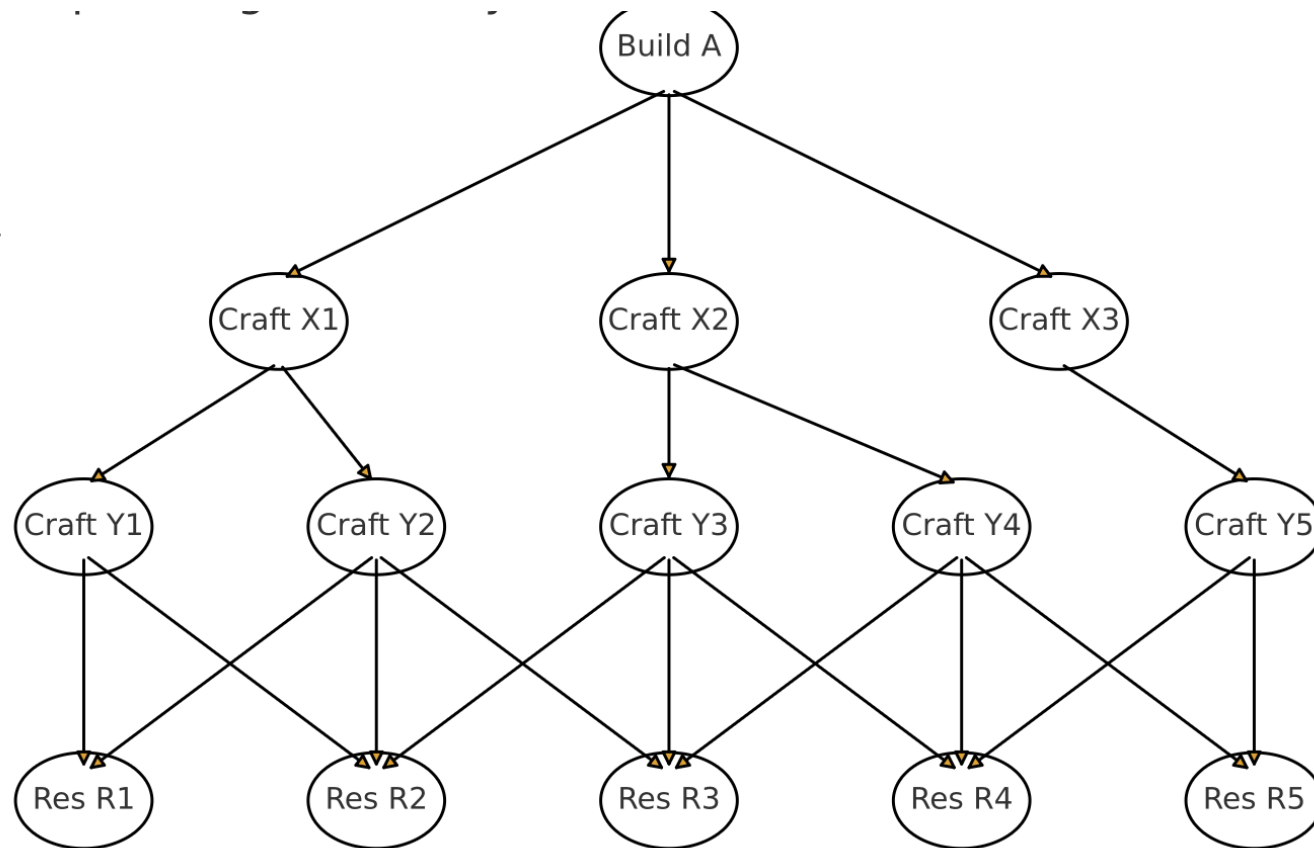 Build A
Craft X1
Craft X2
Craft X3
Craft Y1
Craft Y2
Craft Y3
Craft Y4
Craft Y5
Res R1
Res R2
Res R3
Res R4
Res R5